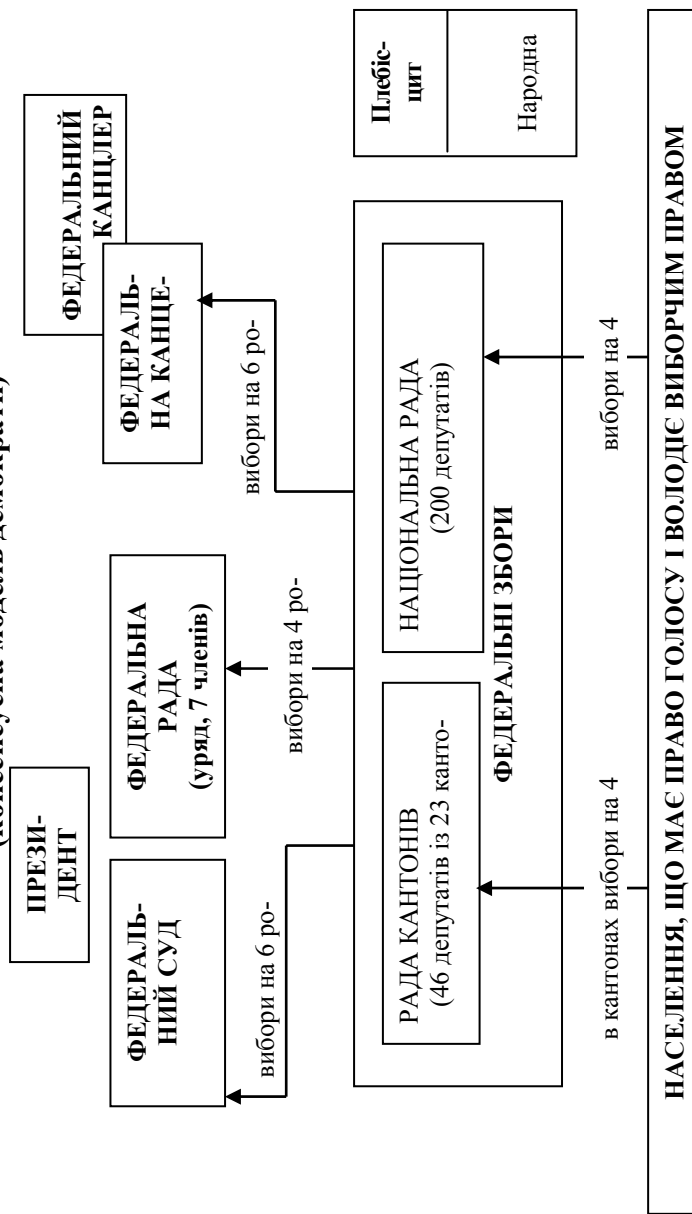 (Консенсусна модель демократії)
ПРЕЗИ-
ДЕНТ
ФЕДЕРАЛЬНИЙ
КАНЦЛЕР
ФЕДЕРАЛЬ-
НИЙ СУД
ФЕДЕРАЛЬНА
РАДА
(уряд, 7 членів)
ФЕДЕРАЛЬ-
НА КАНЦЕ-
вибори на 6 ро-
вибори на 4 ро-
вибори на 6 ро-
РАДА КАНТОНІВ
(46 депутатів із 23 канто-
НАЦІОНАЛЬНА РАДА
(200 депутатів)
ФЕДЕРАЛЬНІ ЗБОРИ
Плебіс-
цит
Народна
в кантонах вибори на 4
вибори на 4
НАСЕЛЕННЯ, ЩО МАЄ ПРАВО ГОЛОСУ І ВОЛОДІЄ ВИБОРЧИМ ПРАВОМ